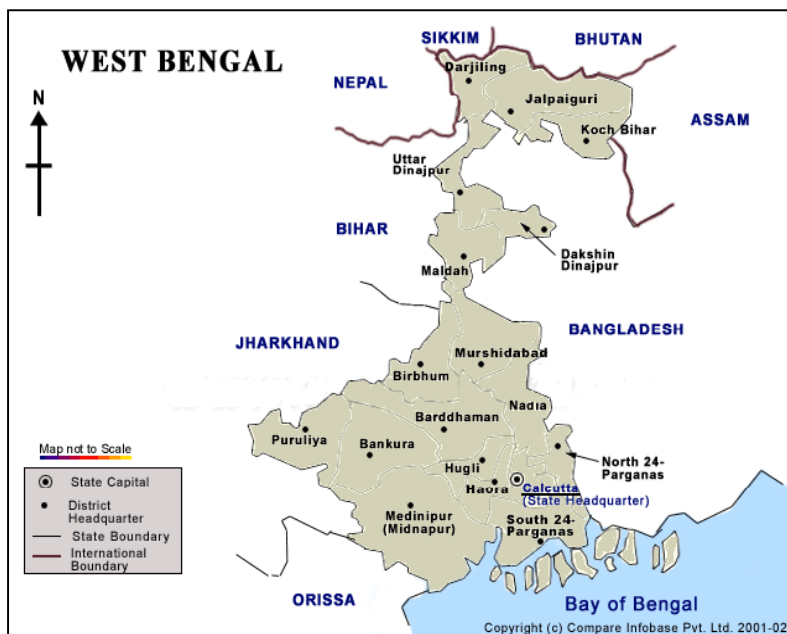 SIKKIM
BHUTAN
WEST BENGAL
Darjiling
NEPAL
Jalpaiguri
N
ASSAM
Koch Bihar
Uttar
Dinajpur
BIHAR
Dakshin
Dinajpur
Maldah
BANGLADESH
JHARKHAND
Murshidabad
Birbhum
Nadia
Barddhaman
Puruliya
Bankura
North 24-
Parganas
Map not to Scale
Hugli
State Capital
Haora
Calcutta
(State Headquarter)
District
Headquarter
Medinipur
(Midnapur)
South 24-
Parganas
State Boundary
International
Boundary
ORISSA
Bay of Bengal
Copyright (c) Compare Infobase Pvt. Ltd. 2001-02